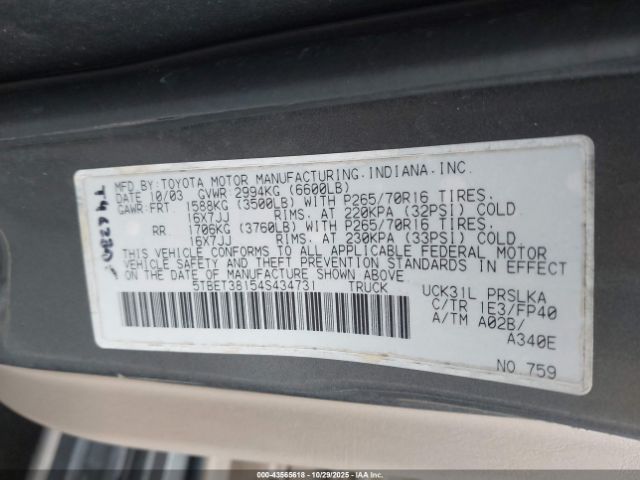 MFD.BY:TOYOTA MOTOR MANUFACTURING.INDIANA.INC.
DATE 10/03 GVWR 2994KG (6600LB)
GAWR:FRT 1588KG (3500LB) WITH P265/70R16 TIRES.
16X7JJ RIMS. AT 220KPA (32PSI) COLD
RR. 1706KG (3760LB) WITH P265/70R16 TIRES.
16X7JJ RIMS. AT 230KPA (33PSI) COLD
THIS VEHICLE CONFORMS TO ALL APPLICABLE FEDERAL MOTOR
VEHICLE SAFETY AND THEFT PREVENTION STANDARDS IN EFFECT
ON THE DATE OF MANUFACTURE SHOWN ABOVE
5TBET38154S434731 TRUCK UCK31L PRSLKA
C/TR 1E3/FP40
A/TM A02B/
A340E
NO.759
COPART - 43565618 - 10/29/2025 - IAA INC.